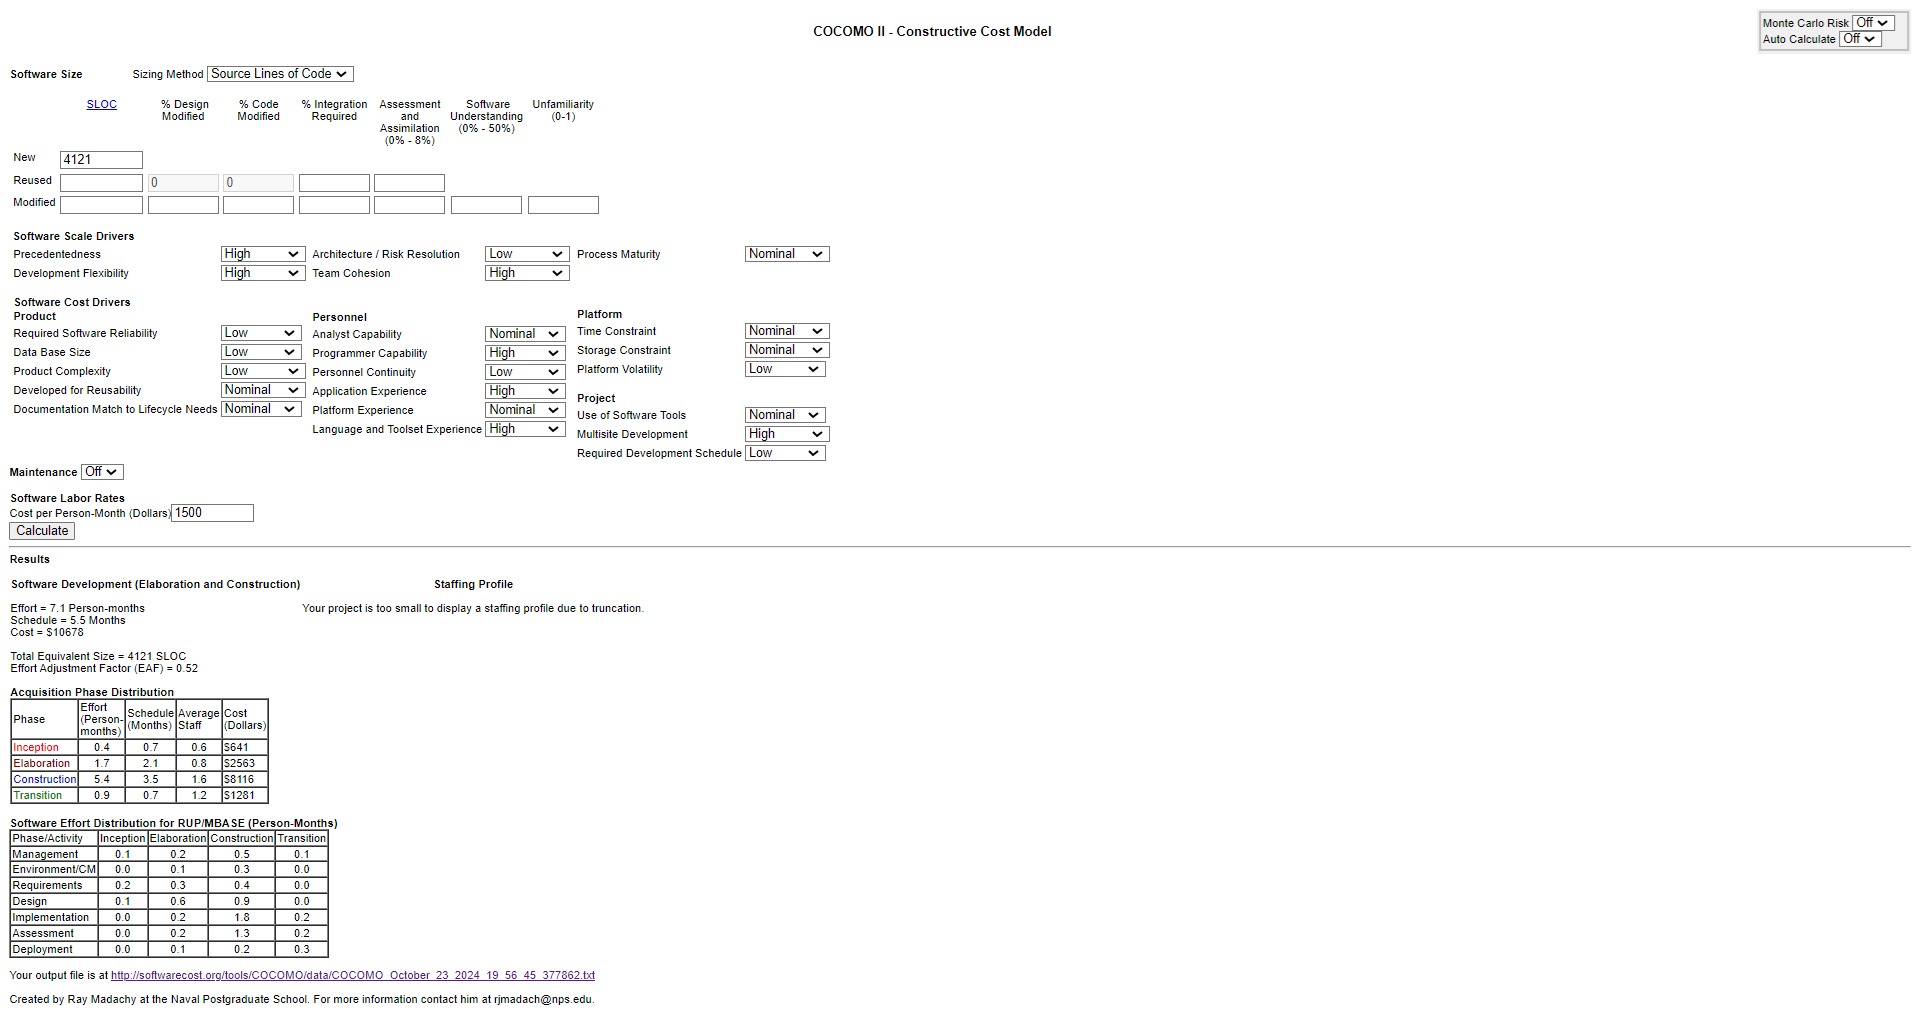 COCOMO II - Constructive Cost Model
Monte Carlo Risk Off
Auto Calculate Off
Software Size Sizing Method Source Lines of Code
SLOC % Design Modified % Code Modified % Integration Required Assessment and Assimilation (0% - 8%) Software Understanding (0% - 50%) Unfamiliarity (0-1)
New 4121
Reused 0 0
Modified
Software Scale Drivers
Precedentedness High Architecture / Risk Resolution Low Process Maturity Nominal
Development Flexibility High Team Cohesion High
Software Cost Drivers
Product
Required Software Reliability Low
Data Base Size Low
Product Complexity Low
Developed for Reusability Nominal
Documentation Match to Lifecycle Needs Nominal
Personnel
Analyst Capability Nominal
Programmer Capability High
Personnel Continuity Low
Application Experience High
Platform Experience Nominal
Language and Toolset Experience High
Platform
Time Constraint Nominal
Storage Constraint Nominal
Platform Volatility Low
Project
Use of Software Tools Nominal
Multisite Development High
Required Development Schedule Low
Maintenance Off
Software Labor Rates
Cost per Person-Month (Dollars) 1500
Calculate
Results
Software Development (Elaboration and Construction)
Effort = 7.1 Person-months
Schedule = 5.5 Months
Cost = $10678
Total Equivalent Size = 4121 SLOC
Effort Adjustment Factor (EAF) = 0.52
Staffing Profile
Your project is too small to display a staffing profile due to truncation.
Acquisition Phase Distribution
Phase Effort (Person-months) Schedule (Months) Average Staff Cost (Dollars)
Inception 0.4 0.7 0.6 $641
Elaboration 1.7 2.1 0.8 $2563
Construction 5.4 3.5 1.6 $8116
Transition 0.9 0.7 1.2 $1281
Software Effort Distribution for RUP/MBASE (Person-Months)
Phase/Activity Inception Elaboration Construction Transition
Management 0.1 0.2 0.5 0.1
Environment/CM 0.0 0.1 0.3 0.0
Requirements 0.2 0.3 0.4 0.0
Design 0.1 0.6 0.9 0.0
Implementation 0.0 0.2 1.8 0.2
Assessment 0.0 0.2 1.3 0.2
Deployment 0.0 0.1 0.2 0.3
Your output file is at http://softwarecost.org/tools/COCOMO/data/COCOMO_October_23_2024_19_56_45_377862.txt
Created by Ray Madachy at the Naval Postgraduate School. For more information contact him at rjmadach@nps.edu.